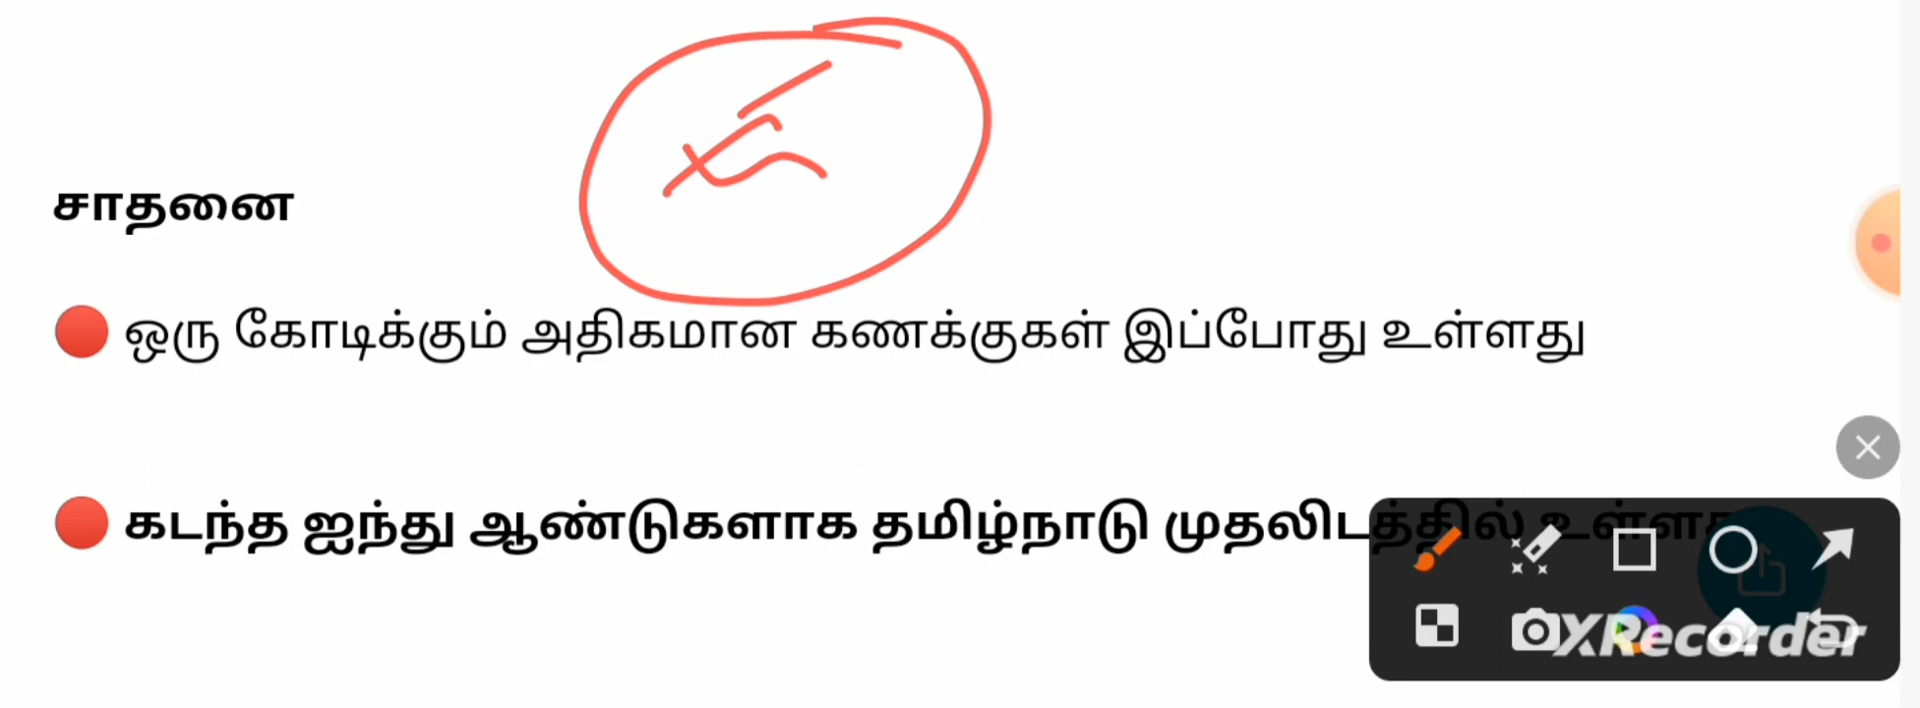 சாதனை
ஒரு கோடிக்கும் அதிகமான கணக்குகள் இப்போது உள்ளது
கடந்த ஐந்து ஆண்டுகளாக தமிழ்நாடு முதலிடத்தில்
XRecorder